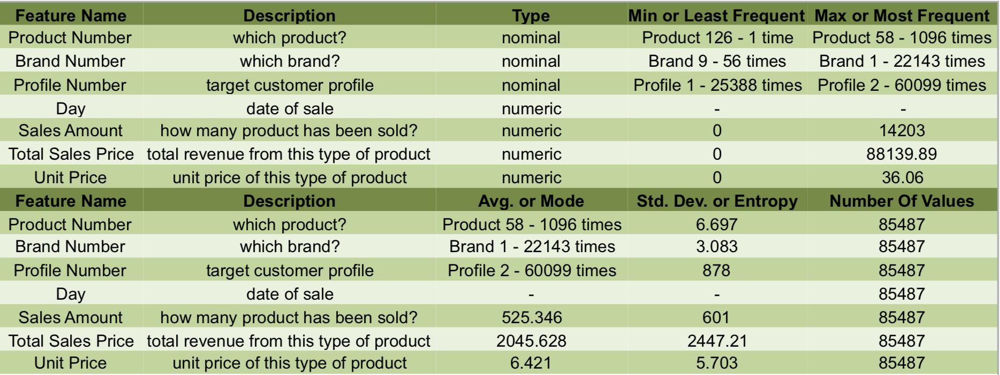 Feature Name Description Type Min or Least Frequent Max or Most Frequent
Product Number which product? nominal Product 126 - 1 time Product 58 - 1096 times
Brand Number which brand? nominal Brand 9 - 56 times Brand 1 - 22143 times
Profile Number target customer profile nominal Profile 1 - 25388 times Profile 2 - 60099 times
Day date of sale numeric - -
Sales Amount how many product has been sold? numeric 0 14203
Total Sales Price total revenue from this type of product numeric 0 88139.89
Unit Price unit price of this type of product numeric 0 36.06
Feature Name Description Avg. or Mode Std. Dev. or Entropy Number Of Values
Product Number which product? Product 58 - 1096 times 6.697 85487
Brand Number which brand? Brand 1 - 22143 times 3.083 85487
Profile Number target customer profile Profile 2 - 60099 times 878 85487
Day date of sale - - 85487
Sales Amount how many product has been sold? 525.346 601 85487
Total Sales Price total revenue from this type of product 2045.628 2447.21 85487
Unit Price unit price of this type of product 6.421 5.703 85487